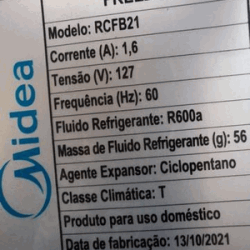 Modelo: RCFB21
Corrente (A): 1,6
Tensão (V): 127
Frequência (Hz): 60
Fluido Refrigerante: R600a
Massa de Fluido Refrigerante (g): 56
Agente Expansor: Ciclopentano
Classe Climática: T
Produto para uso doméstico
Data de fabricação: 13/10/2021
Midea